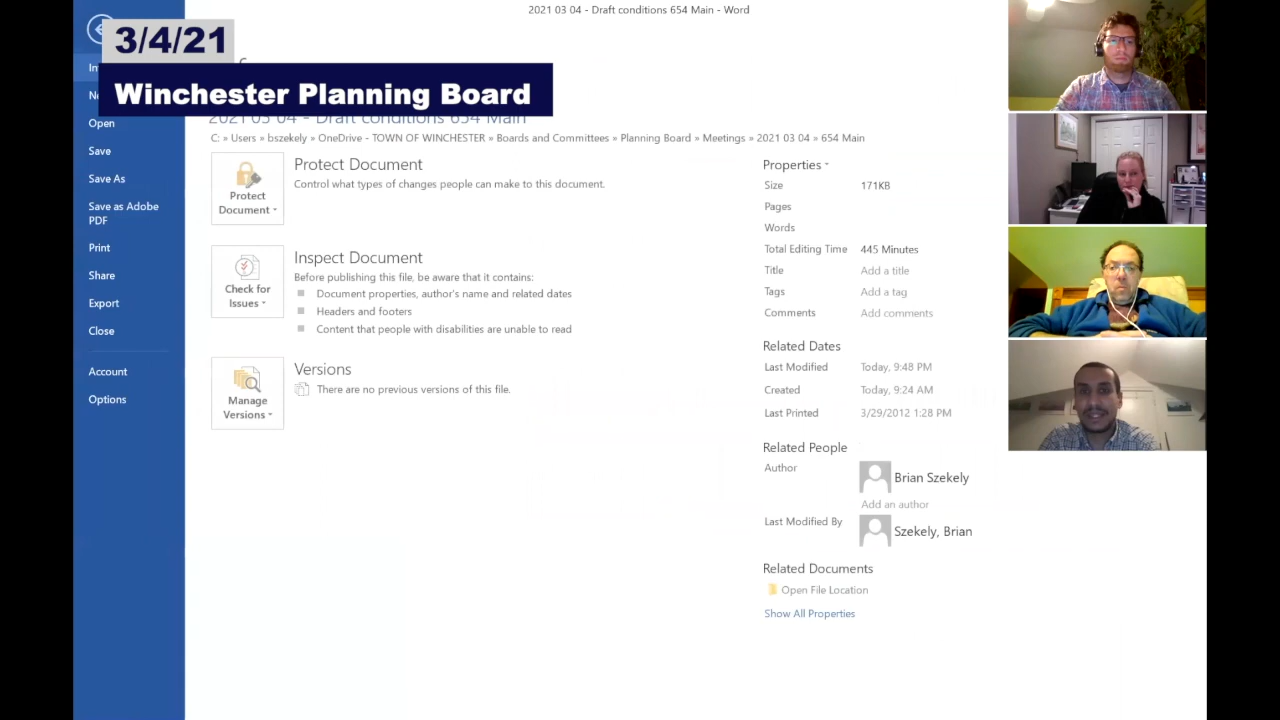 2021 03 04 - Draft conditions 654 Main - Word
3/4/21
Winchester Planning Board
2021 03 04 - Draft conditions 654 Main
C: » Users » bszekely » OneDrive - TOWN OF WINCHESTER » Boards and Committees » Planning Board » Meetings » 2021 03 04 » 654 Main
Open
Save
Save As
Save as Adobe
PDF
Print
Share
Export
Close
Account
Options
Protect
Document
Protect Document
Control what types of changes people can make to this document.
Check for
Issues
Inspect Document
Before publishing this file, be aware that it contains:
Document properties, author's name and related dates
Headers and footers
Content that people with disabilities are unable to read
Manage
Versions
Versions
There are no previous versions of this file.
Properties
Size 171KB
Pages
Words
Total Editing Time 445 Minutes
Title Add a title
Tags Add a tag
Comments Add comments
Related Dates
Last Modified Today, 9:48 PM
Created Today, 9:24 AM
Last Printed 3/29/2012 1:28 PM
Related People
Author Brian Szekely
Add an author
Last Modified By Szekely, Brian
Related Documents
Open File Location
Show All Properties